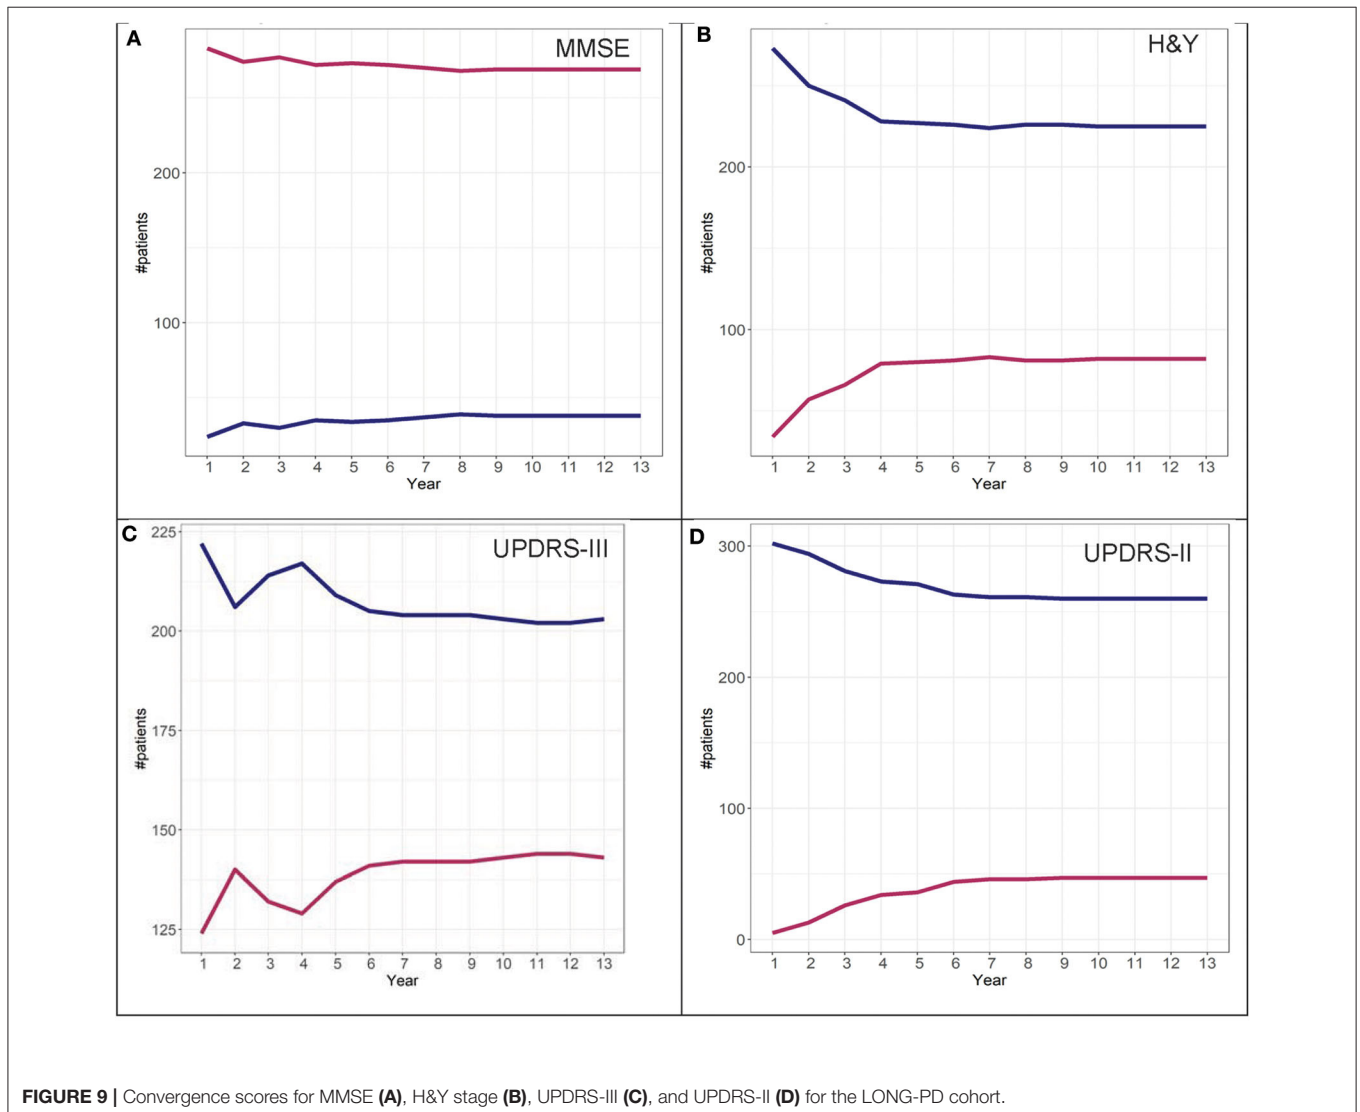 A
MMSE
200
100
#patients
1 2 3 4 5 6 7 8 9 10 11 12 13
Year
B
H&Y
200
100
#patients
1 2 3 4 5 6 7 8 9 10 11 12 13
Year
C
UPDRS-III
225
200
175
150
125
#patients
1 2 3 4 5 6 7 8 9 10 11 12 13
Year
D
UPDRS-II
300
200
100
0
#patients
1 2 3 4 5 6 7 8 9 10 11 12 13
Year
FIGURE 9 | Convergence scores for MMSE (A), H&Y stage (B), UPDRS-III (C), and UPDRS-II (D) for the LONG-PD cohort.